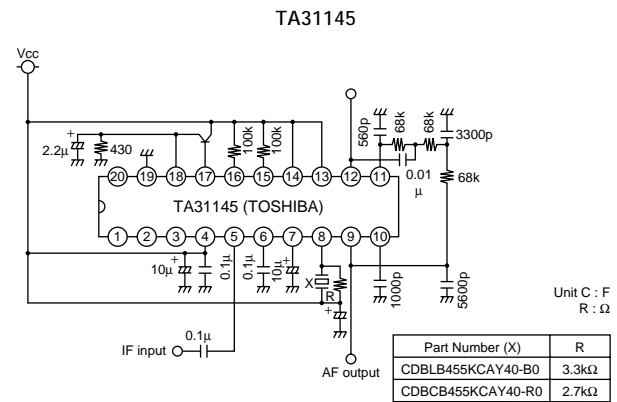 TA31145
Vcc
2.2μ
+
430
100k
100k
560p
68k
68k
3300p
0.01
μ
68k
20 19 18 17 16 15 14 13 12 11
TA31145 (TOSHIBA)
1 2 3 4 5 6 7 8 9 10
10μ
+
0.1μ
0.1μ
10μ
+
X
R
+
1000p
5600p
Unit C : F
R : Ω
0.1μ
IF input
AF output
Part Number (X) R
CDBLB455KCAY40-B0 3.3kΩ
CDBCB455KCAY40-R0 2.7kΩ